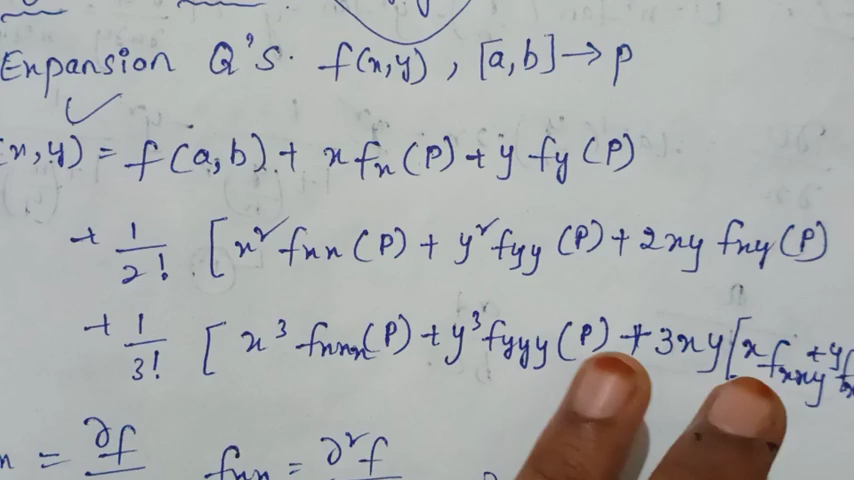 Expansion Q's. f(x,y), [a,b]→p
(x,y) = f(a,b) + x fx(P) + y fy(P)
+ 1/2! [x² fxx(P) + y² fyy(P) + 2xy fxy(P)
+ 1/3! [x³ fxxx(P) + y³ fyyy(P) + 3xy[x fxxy + y f
x = ∂f fxx = ∂²f